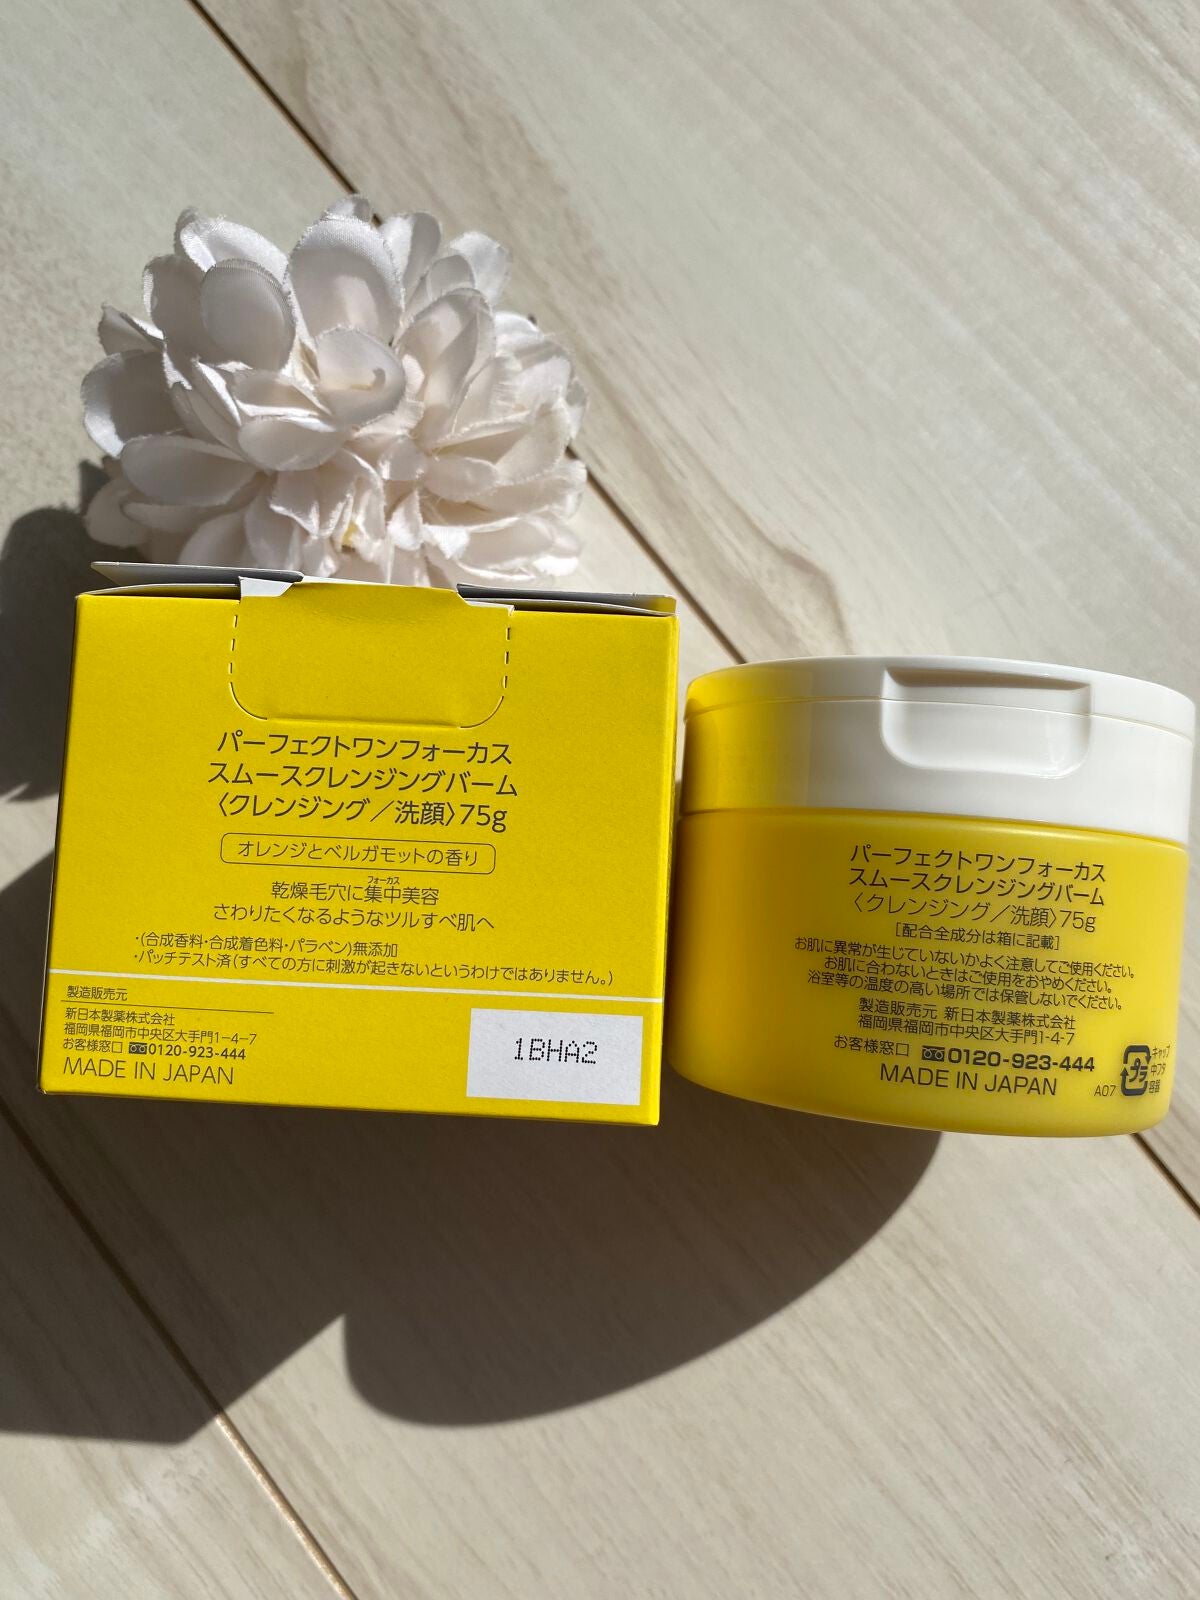 パーフェクトワンフォーカス
スムースクレンジングバーム
〈クレンジング／洗顔〉75g
オレンジとベルガモットの香り
フォーカス
乾燥毛穴に集中美容
さわりたくなるようなツルすべ肌へ
・(合成香料・合成着色料・パラベン)無添加
・パッチテスト済(すべての方に刺激が起きないというわけではありません。)
製造販売元
新日本製薬株式会社
福岡県福岡市中央区大手門1-4-7
お客様窓口 0120-923-444
MADE IN JAPAN
1BHA2
パーフェクトワンフォーカス
スムースクレンジングバーム
〈クレンジング／洗顔〉75g
[配合全成分は箱に記載]
お肌に異常が生じていないかよく注意してご使用ください。
お肌に合わないときはご使用をおやめください。
浴室等の温度の高い場所では保管しないでください。
製造販売元 新日本製薬株式会社
福岡県福岡市中央区大手門1-4-7
お客様窓口 0120-923-444
MADE IN JAPAN
A07
プラ
キャップ
中フタ
容器